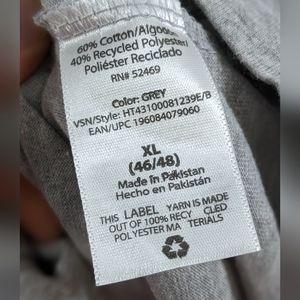 60% Cotton/Algodón
40% Recycled Polyester/
Poliéster Reciclado
RN# 52469
Color: GREY
VSN/Style: HT43100081239E/B
EAN/UPC 196084079060
XL
(46/48)
Made in Pakistan
Hecho en Pakistán
THIS LABEL YARN IS MADE
OUT OF 100% RECY CLED
POLYESTER MA TERIALS